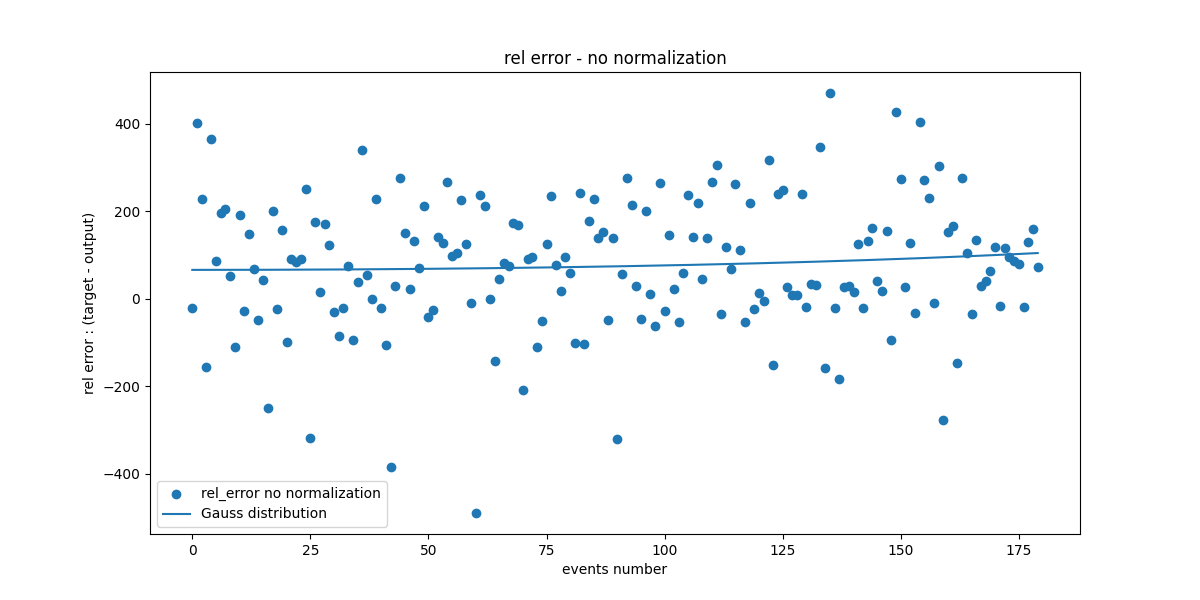 rel error - no normalization
rel error : (target - output)
400
200
0
−200
−400
rel_error no normalization
Gauss distribution
0 25 50 75 100 125 150 175
events number